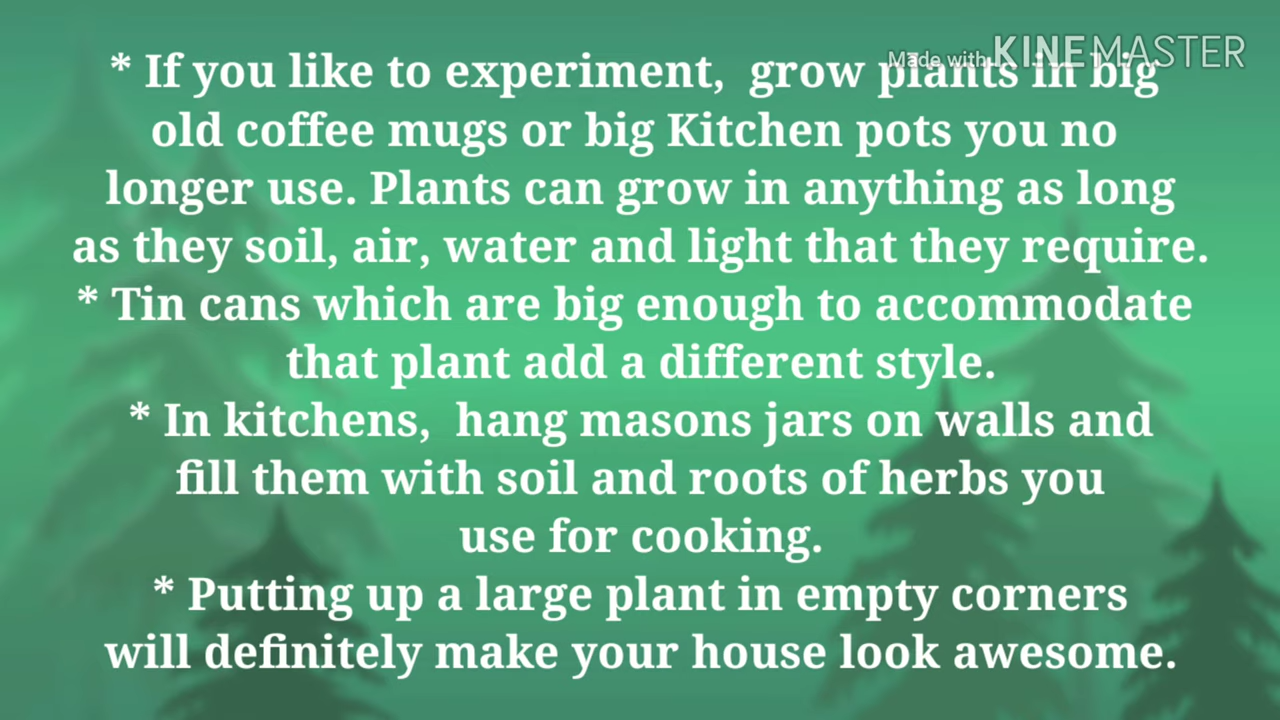 Made with KINEMASTER
* If you like to experiment,  grow plants in big
old coffee mugs or big Kitchen pots you no
longer use. Plants can grow in anything as long
as they soil, air, water and light that they require.
* Tin cans which are big enough to accommodate
that plant add a different style.
* In kitchens,  hang masons jars on walls and
fill them with soil and roots of herbs you
use for cooking.
* Putting up a large plant in empty corners
will definitely make your house look awesome.